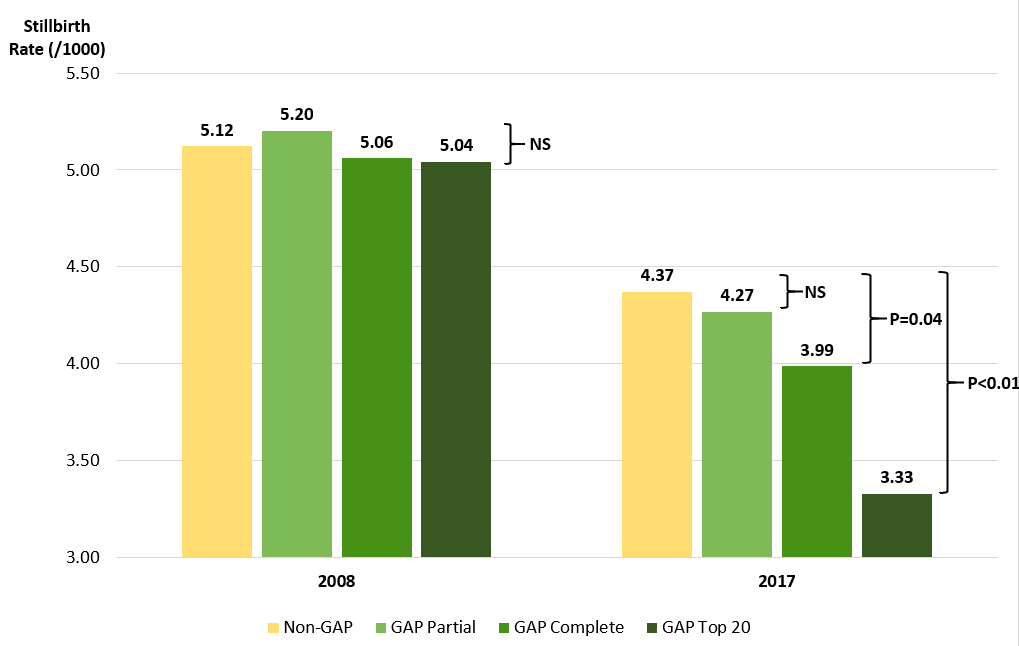 Stillbirth
Rate (/1000)
5.50
5.00
4.50
4.00
3.50
3.00
5.12
5.20
5.06
5.04
NS
4.37
4.27
3.99
3.33
NS
P=0.04
P<0.01
2008
2017
Non-GAP
GAP Partial
GAP Complete
GAP Top 20